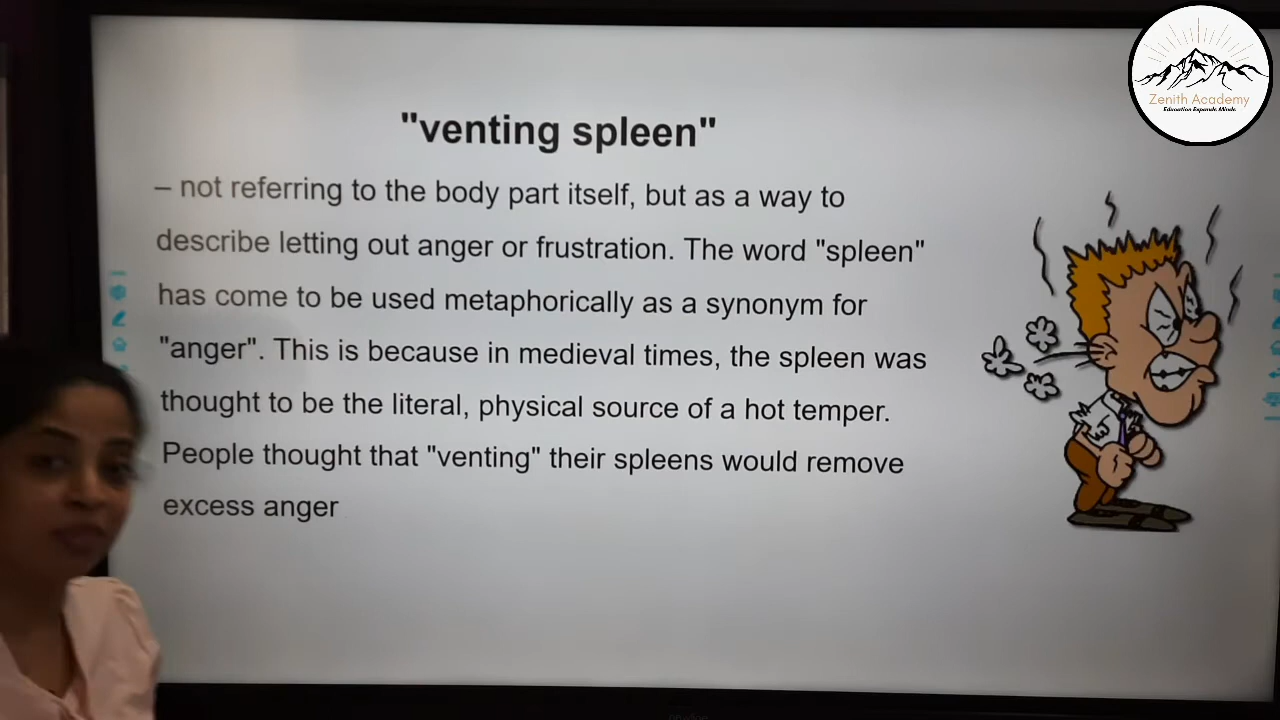 Zenith Academy
Education Expands Minds
"venting spleen"
– not referring to the body part itself, but as a way to
describe letting out anger or frustration. The word "spleen"
has come to be used metaphorically as a synonym for
"anger". This is because in medieval times, the spleen was
thought to be the literal, physical source of a hot temper.
People thought that "venting" their spleens would remove
excess anger